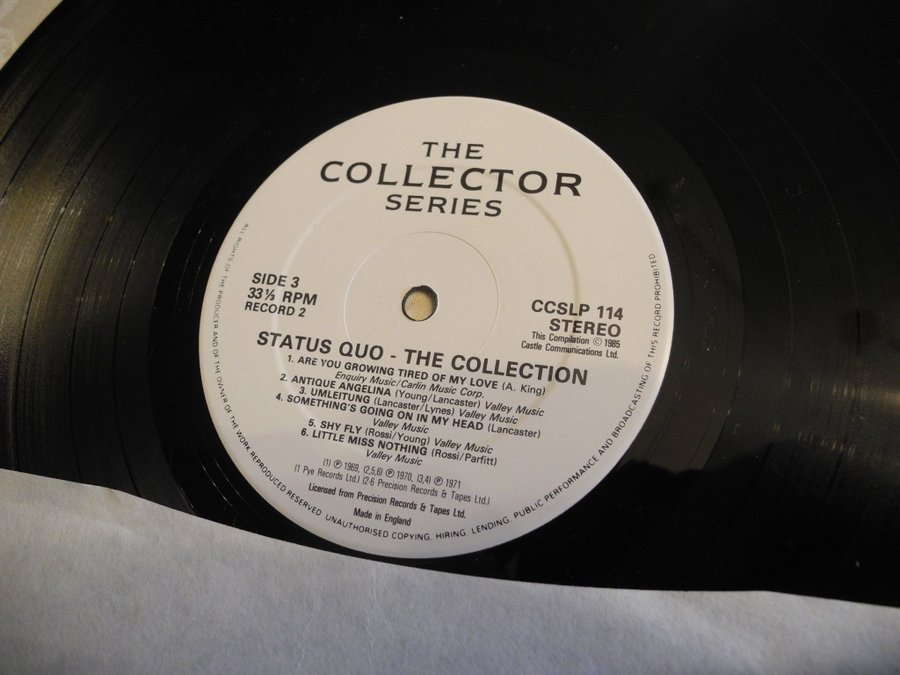 THE
COLLECTOR
SERIES
SIDE 3
33⅓ RPM
RECORD 2
CCSLP 114
STEREO
This Compilation © 1985
Castle Communications Ltd.
STATUS QUO - THE COLLECTION
1. ARE YOU GROWING TIRED OF MY LOVE (A. King)
Enquiry Music/Carlin Music Corp.
2. ANTIQUE ANGELINA (Young/Lancaster) Valley Music
3. UMLEITUNG (Lancaster/Lynes) Valley Music
4. SOMETHING'S GOING ON IN MY HEAD (Lancaster)
Valley Music
5. SHY FLY (Rossi/Young) Valley Music
6. LITTLE MISS NOTHING (Rossi/Parfitt)
Valley Music
(1) ℗ 1969, (2,5,6) ℗ 1970, (3,4) ℗ 1971
(1 Pye Records Ltd.) (2-6 Precision Records & Tapes Ltd.)
Licensed from Precision Records & Tapes Ltd.
Made in England
ALL RIGHTS OF THE PRODUCER AND OF THE OWNER OF THE WORK REPRODUCED RESERVED. UNAUTHORISED COPYING, HIRING, LENDING, PUBLIC PERFORMANCE AND BROADCASTING OF THIS RECORD PROHIBITED